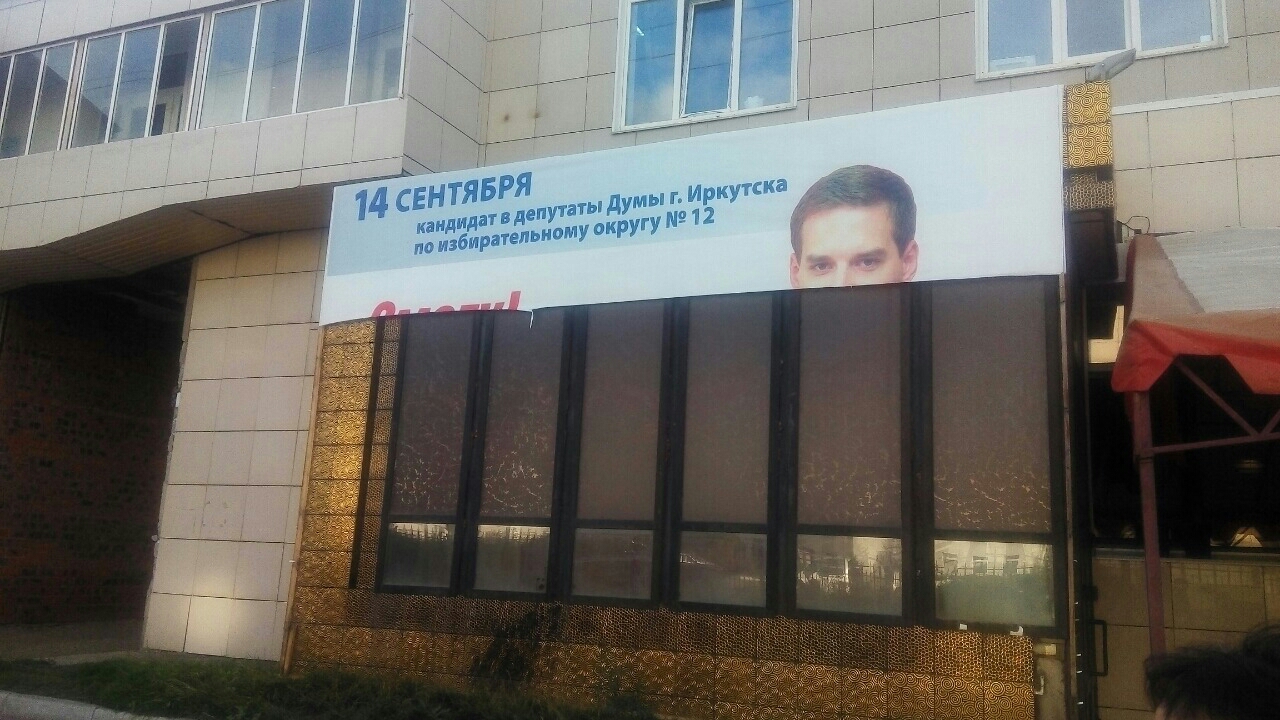 14 СЕНТЯБРЯ
кандидат в депутаты Думы г. Иркутска
по избирательному округу № 12